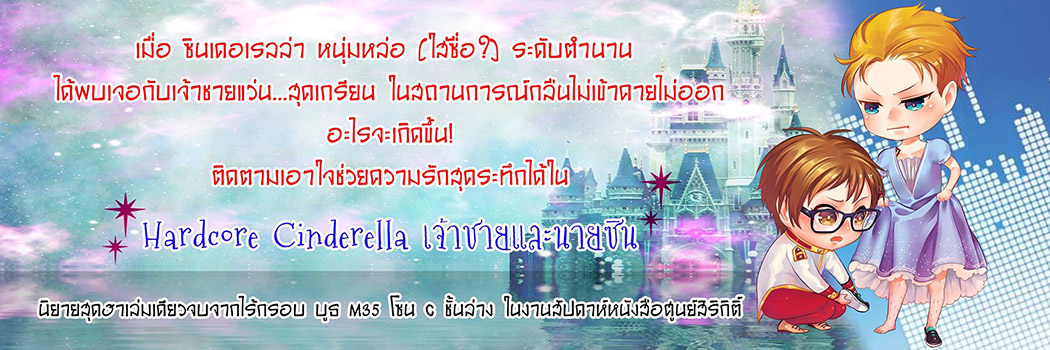 เมื่อ ซินเดอเรลล่า หนุ่มหล่อ (ใสซื่อ?) ระดับตำนาน
ได้พบเจอกับเจ้าชายแว่น...สุดเกรียน ในสถานการณ์กลืนไม่เข้าคายไม่ออก
อะไรจะเกิดขึ้น!
ติดตามเอาใจช่วยความรักสุดระทึกได้ใน
Hardcore Cinderella เจ้าชายและนายซิน
นิยายสุดฮาเล่มเดียวจบจากไร้กรอบ บูธ M35 โซน C ชั้นล่าง ในงานสัปดาห์หนังสือศูนย์สิริกิติ์